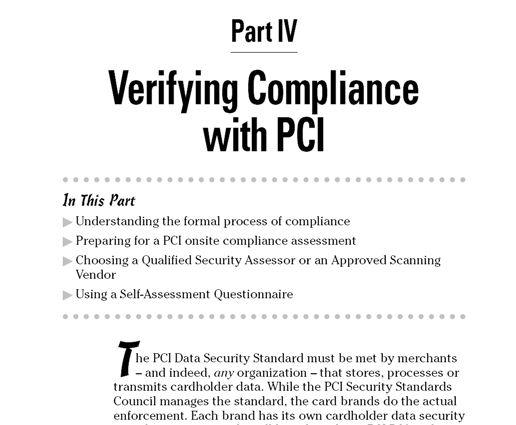 Part IV
Verifying Compliance
with PCI
In This Part
Understanding the formal process of compliance
Preparing for a PCI onsite compliance assessment
Choosing a Qualified Security Assessor or an Approved Scanning
Vendor
Using a Self-Assessment Questionnaire
The PCI Data Security Standard must be met by merchants
– and indeed, any organization – that stores, processes or
transmits cardholder data. While the PCI Security Standards
Council manages the standard, the card brands do the actual
enforcement. Each brand has its own cardholder data security